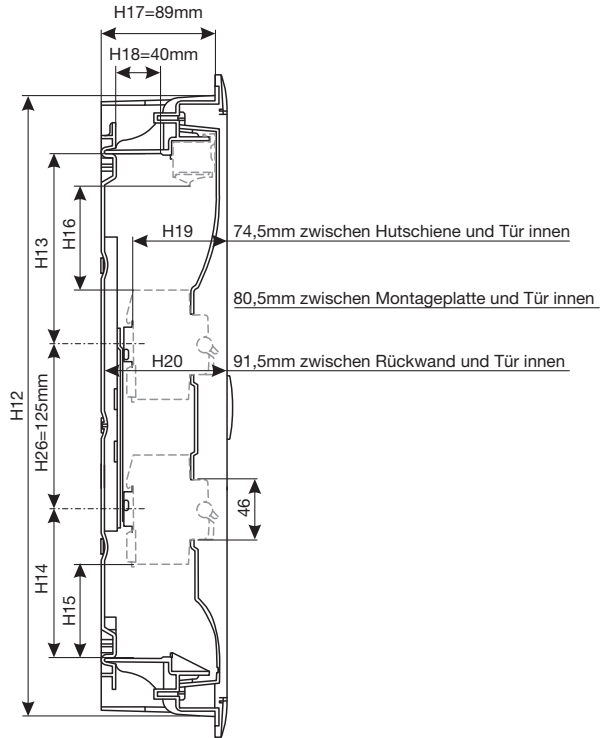 H17=89mm
H18=40mm
H19
74,5mm zwischen Hutschiene und Tür innen
H16
H13
80,5mm zwischen Montageplatte und Tür innen
H20
91,5mm zwischen Rückwand und Tür innen
H12
H26=125mm
46
H14
H15